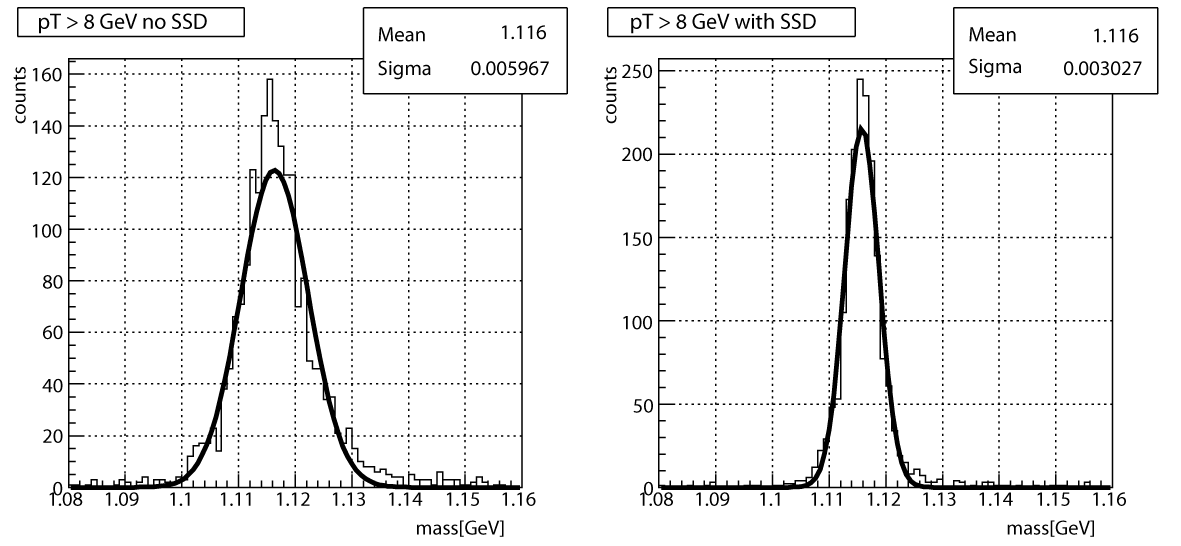 pT > 8 GeV no SSD
Mean 1.116
Sigma 0.005967
counts
160
140
120
100
80
60
40
20
0
1.08 1.09 1.1 1.11 1.12 1.13 1.14 1.15 1.16
mass[GeV]
pT > 8 GeV with SSD
Mean 1.116
Sigma 0.003027
counts
250
200
150
100
50
0
1.08 1.09 1.1 1.11 1.12 1.13 1.14 1.15 1.16
mass[GeV]